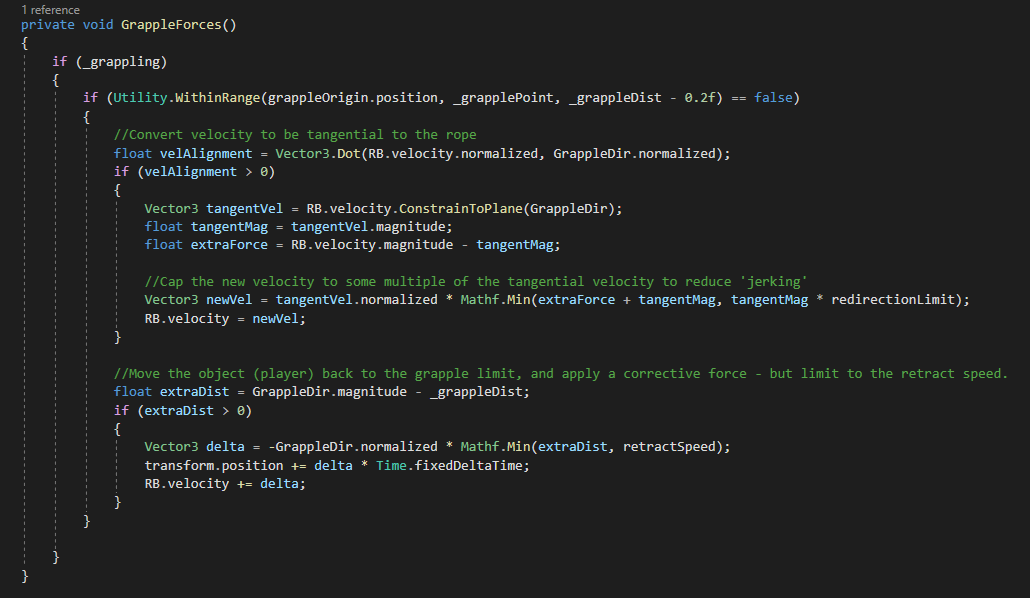 1 reference
private void GrappleForces()
{
if (_grappling)
{
if (Utility.WithinRange(grappleOrigin.position, _grapplePoint, _grappleDist - 0.2f) == false)
{
//Convert velocity to be tangential to the rope
float velAlignment = Vector3.Dot(RB.velocity.normalized, GrappleDir.normalized);
if (velAlignment > 0)
{
Vector3 tangentVel = RB.velocity.ConstrainToPlane(GrappleDir);
float tangentMag = tangentVel.magnitude;
float extraForce = RB.velocity.magnitude - tangentMag;
//Cap the new velocity to some multiple of the tangential velocity to reduce 'jerking'
Vector3 newVel = tangentVel.normalized * Mathf.Min(extraForce + tangentMag, tangentMag * redirectionLimit);
RB.velocity = newVel;
}
//Move the object (player) back to the grapple limit, and apply a corrective force - but limit to the retract speed.
float extraDist = GrappleDir.magnitude - _grappleDist;
if (extraDist > 0)
{
Vector3 delta = -GrappleDir.normalized * Mathf.Min(extraDist, retractSpeed);
transform.position += delta * Time.fixedDeltaTime;
RB.velocity += delta;
}
}
}
}